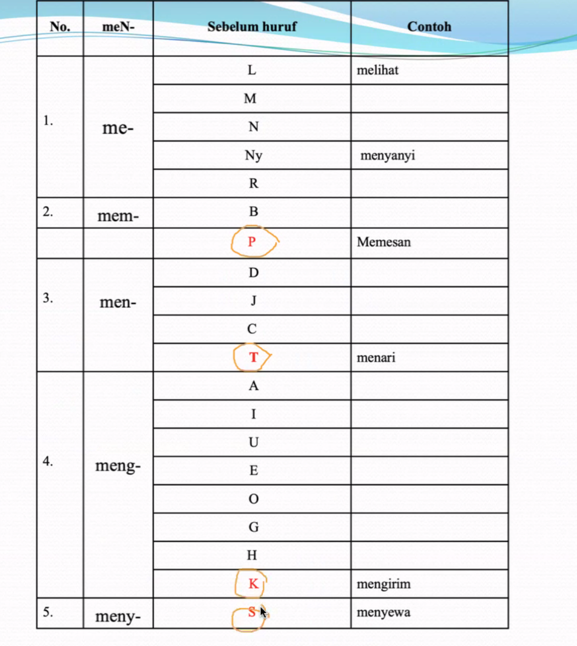 No. meN- Sebelum huruf Contoh
1. me- L melihat
M
N
Ny menyanyi
R
2. mem- B
P Memesan
3. men- D
J
C
T menari
4. meng- A
I
U
E
O
G
H
K mengirim
5. meny- S menyewa